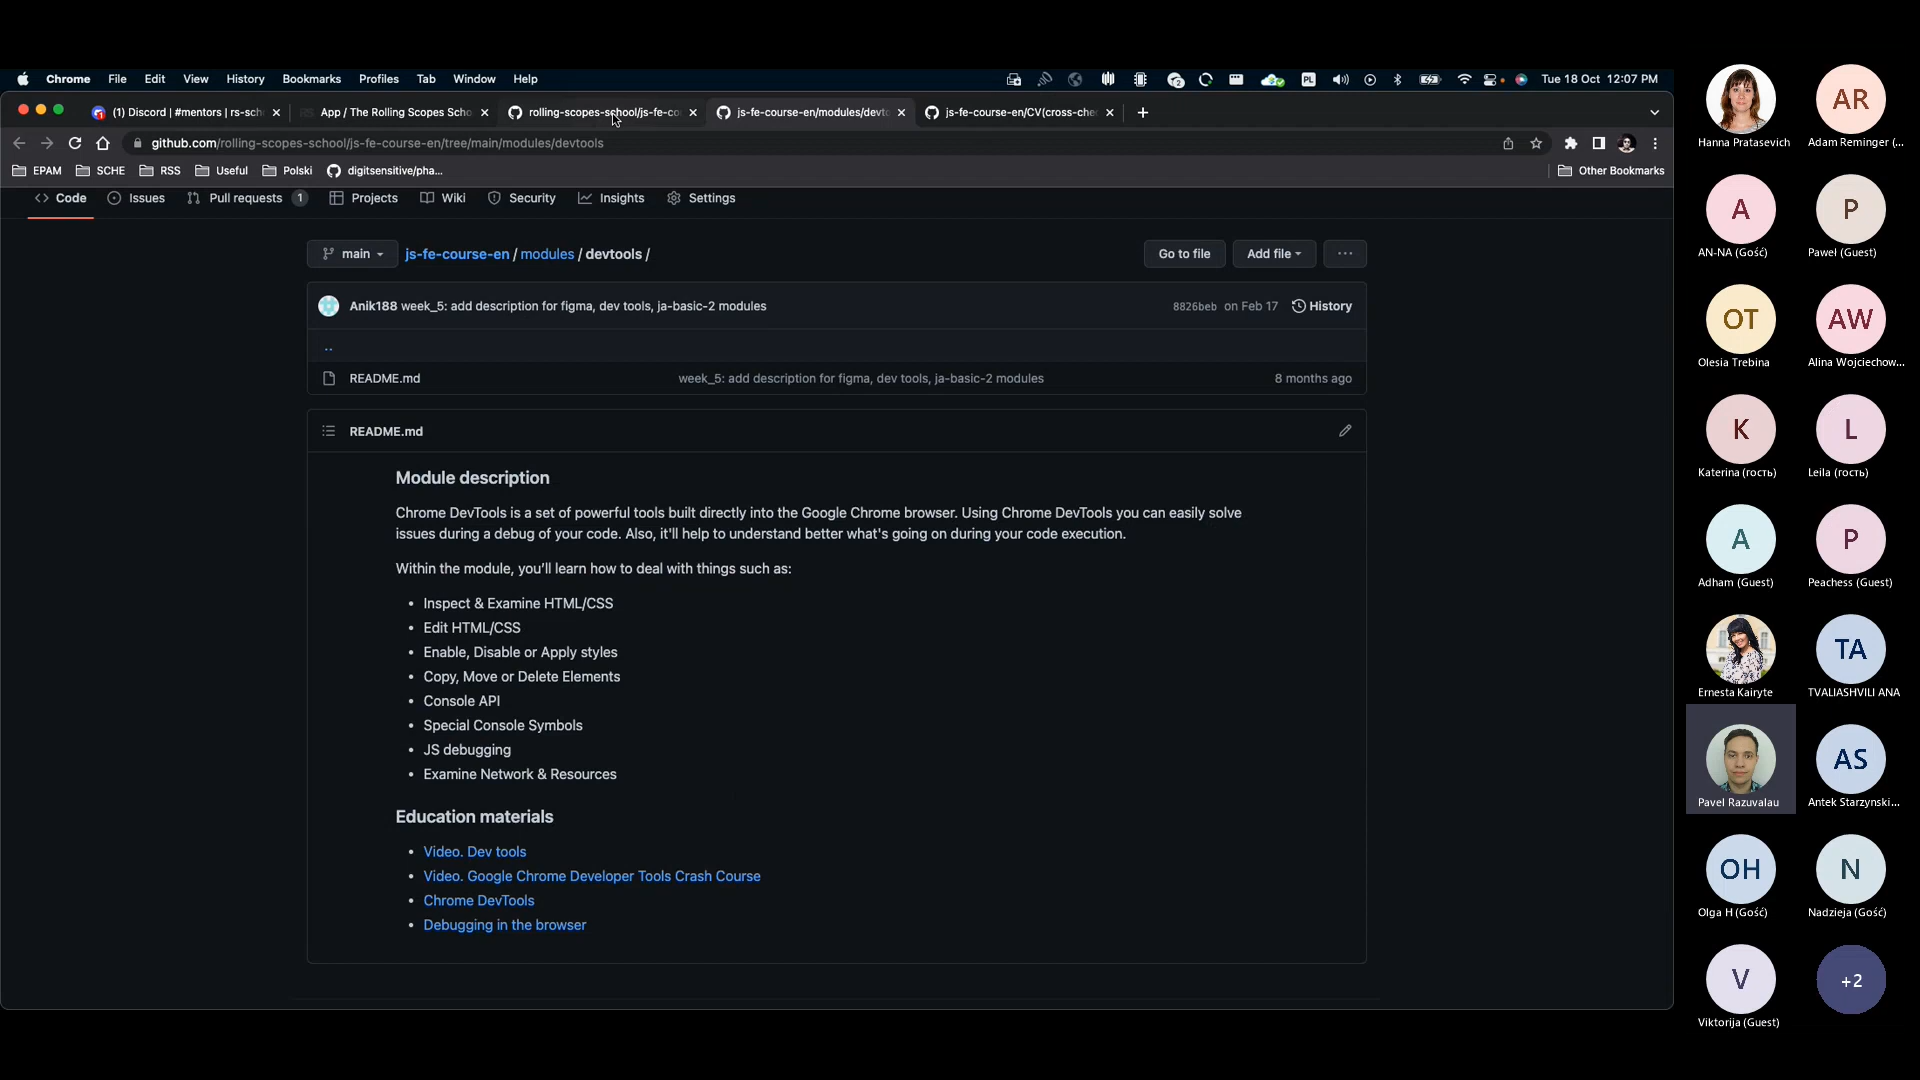 Chrome File Edit View History Bookmarks Profiles Tab Window Help PL Tue 18 Oct 12:07 PM
(1) Discord | #mentors | rs-sch App / The Rolling Scopes Scho rolling-scopes-school/js-fe-co js-fe-course-en/modules/devto js-fe-course-en/CV(cross-che
github.com/rolling-scopes-school/js-fe-course-en/tree/main/modules/devtools
EPAM SCHE RSS Useful Polski digitsensitive/pha... Other Bookmarks
Code Issues Pull requests 1 Projects Wiki Security Insights Settings
main js-fe-course-en / modules / devtools / Go to file Add file ...
Anik188 week_5: add description for figma, dev tools, ja-basic-2 modules 8826beb on Feb 17 History
..
README.md week_5: add description for figma, dev tools, ja-basic-2 modules 8 months ago
README.md
Module description
Chrome DevTools is a set of powerful tools built directly into the Google Chrome browser. Using Chrome DevTools you can easily solve
issues during a debug of your code. Also, it'll help to understand better what's going on during your code execution.
Within the module, you'll learn how to deal with things such as:
• Inspect & Examine HTML/CSS
• Edit HTML/CSS
• Enable, Disable or Apply styles
• Copy, Move or Delete Elements
• Console API
• Special Console Symbols
• JS debugging
• Examine Network & Resources
Education materials
• Video. Dev tools
• Video. Google Chrome Developer Tools Crash Course
• Chrome DevTools
• Debugging in the browser
AR
Hanna Pratasevich Adam Reminger (...
A P
AN-NA (Gość) Paweł (Guest)
OT AW
Olesia Trebina Alina Wojciechow...
K L
Katerina (гость) Leila (гость)
A P
Adham (Guest) Peachess (Guest)
TA
Ernesta Kairyte TVALIASHVILI ANA
AS
Pavel Razuvalau Antek Starzynski...
OH N
Olga H (Gość) Nadzieja (Gość)
V +2
Viktorija (Guest)